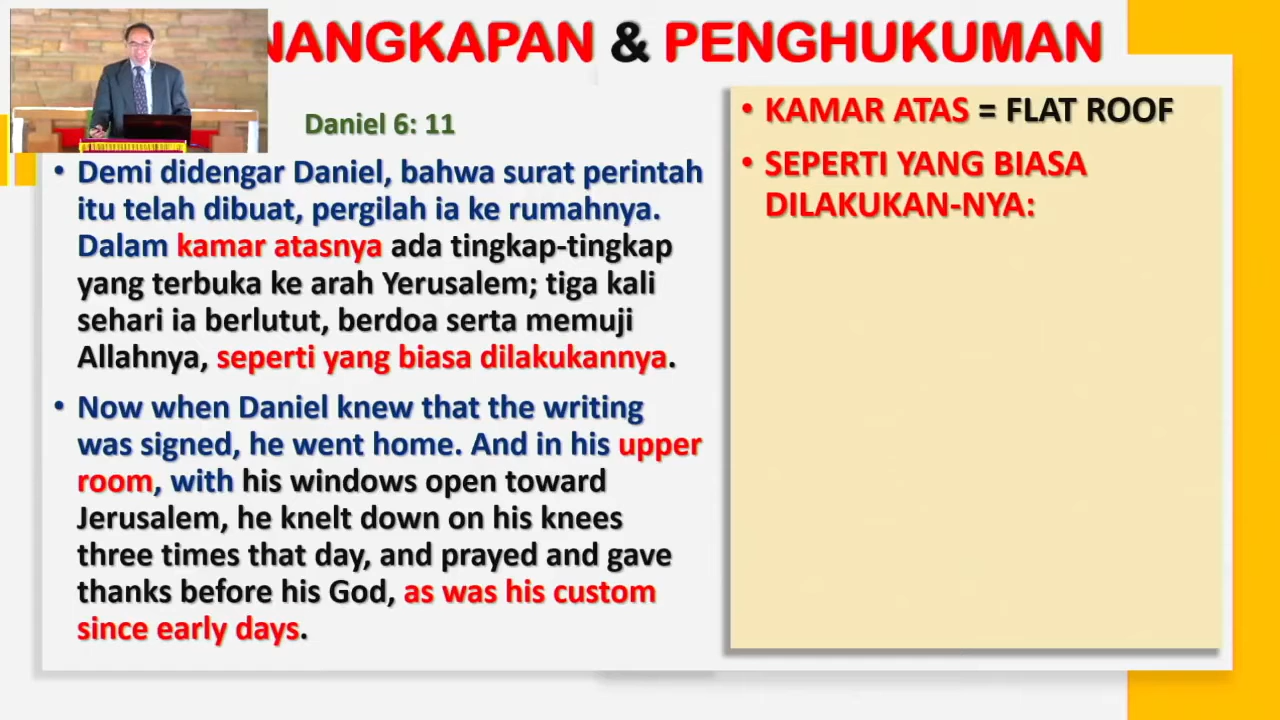 NANGKAPAN & PENGHUKUMAN
Daniel 6: 11
• Demi didengar Daniel, bahwa surat perintah
itu telah dibuat, pergilah ia ke rumahnya.
Dalam kamar atasnya ada tingkap-tingkap
yang terbuka ke arah Yerusalem; tiga kali
sehari ia berlutut, berdoa serta memuji
Allahnya, seperti yang biasa dilakukannya.
• Now when Daniel knew that the writing
was signed, he went home. And in his upper
room, with his windows open toward
Jerusalem, he knelt down on his knees
three times that day, and prayed and gave
thanks before his God, as was his custom
since early days.
• KAMAR ATAS = FLAT ROOF
• SEPERTI YANG BIASA
DILAKUKAN-NYA: